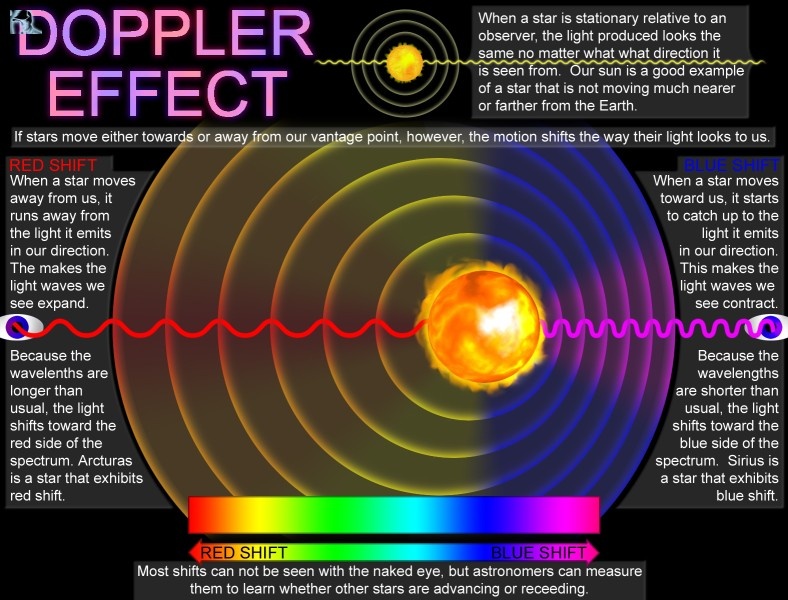 DOPPLER
EFFECT
When a star is stationary relative to an
observer, the light produced looks the
same no matter what what direction it
is seen from.  Our sun is a good example
of a star that is not moving much nearer
or farther from the Earth.
If stars move either towards or away from our vantage point, however, the motion shifts the way their light looks to us.
RED SHIFT
When a star moves
away from us, it
runs away from
the light it emits
in our direction.
The makes the
light waves we
see expand.
Because the
wavelenths are
longer than
usual, the light
shifts toward the
red side of the
spectrum. Arcturas
is a star that exhibits
red shift.
BLUE SHIFT
When a star moves
toward us, it starts
to catch up to the
light it emits
in our direction.
This makes the
light waves we
see contract.
Because the
wavelengths
are shorter than
usual, the light
shifts toward the
blue side of the
spectrum.  Sirius is
a star that exhibits
blue shift.
RED SHIFT
BLUE SHIFT
Most shifts can not be seen with the naked eye, but astronomers can measure
them to learn whether other stars are advancing or receeding.